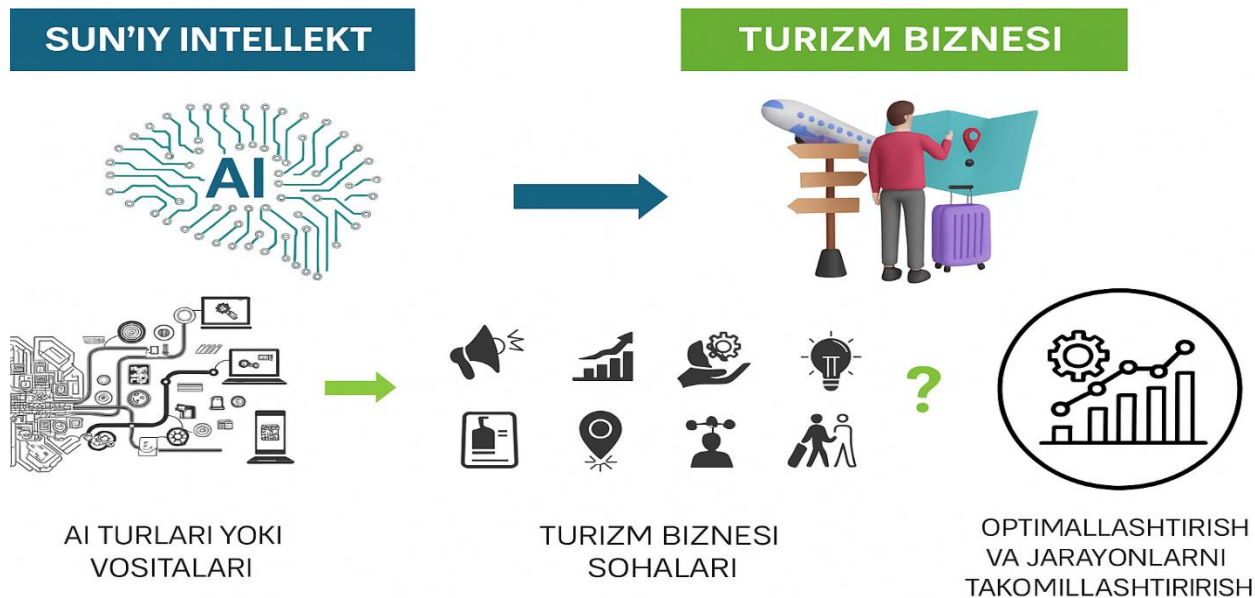 SUN'IY INTELLEKT
TURIZM BIZNESI
AI
?
AI TURLARI YOKI
VOSITALARI
TURIZM BIZNESI
SOHALARI
OPTIMALLASHTIRISH
VA JARAYONLARNI
TAKOMILLASHTIRIRISH